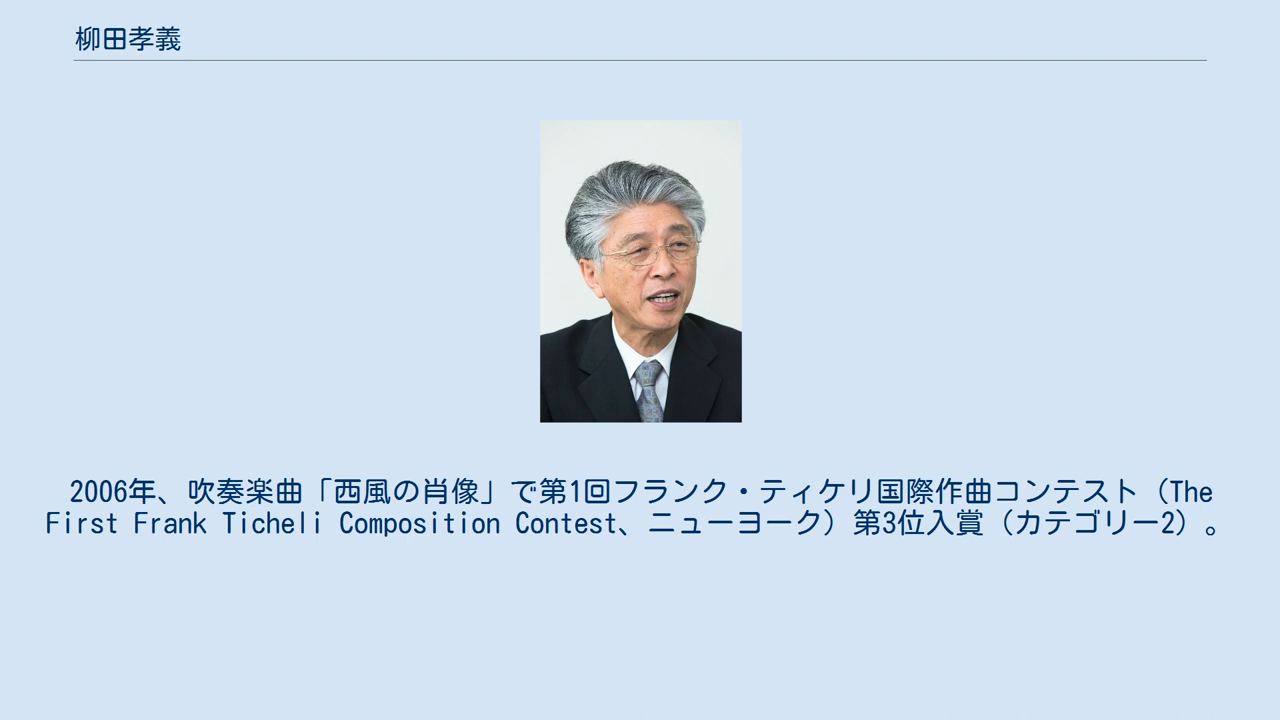 柳田孝義
2006年、吹奏楽曲「西風の肖像」で第1回フランク・ティケリ国際作曲コンテスト（The
First Frank Ticheli Composition Contest、ニューヨーク）第3位入賞（カテゴリー2）。